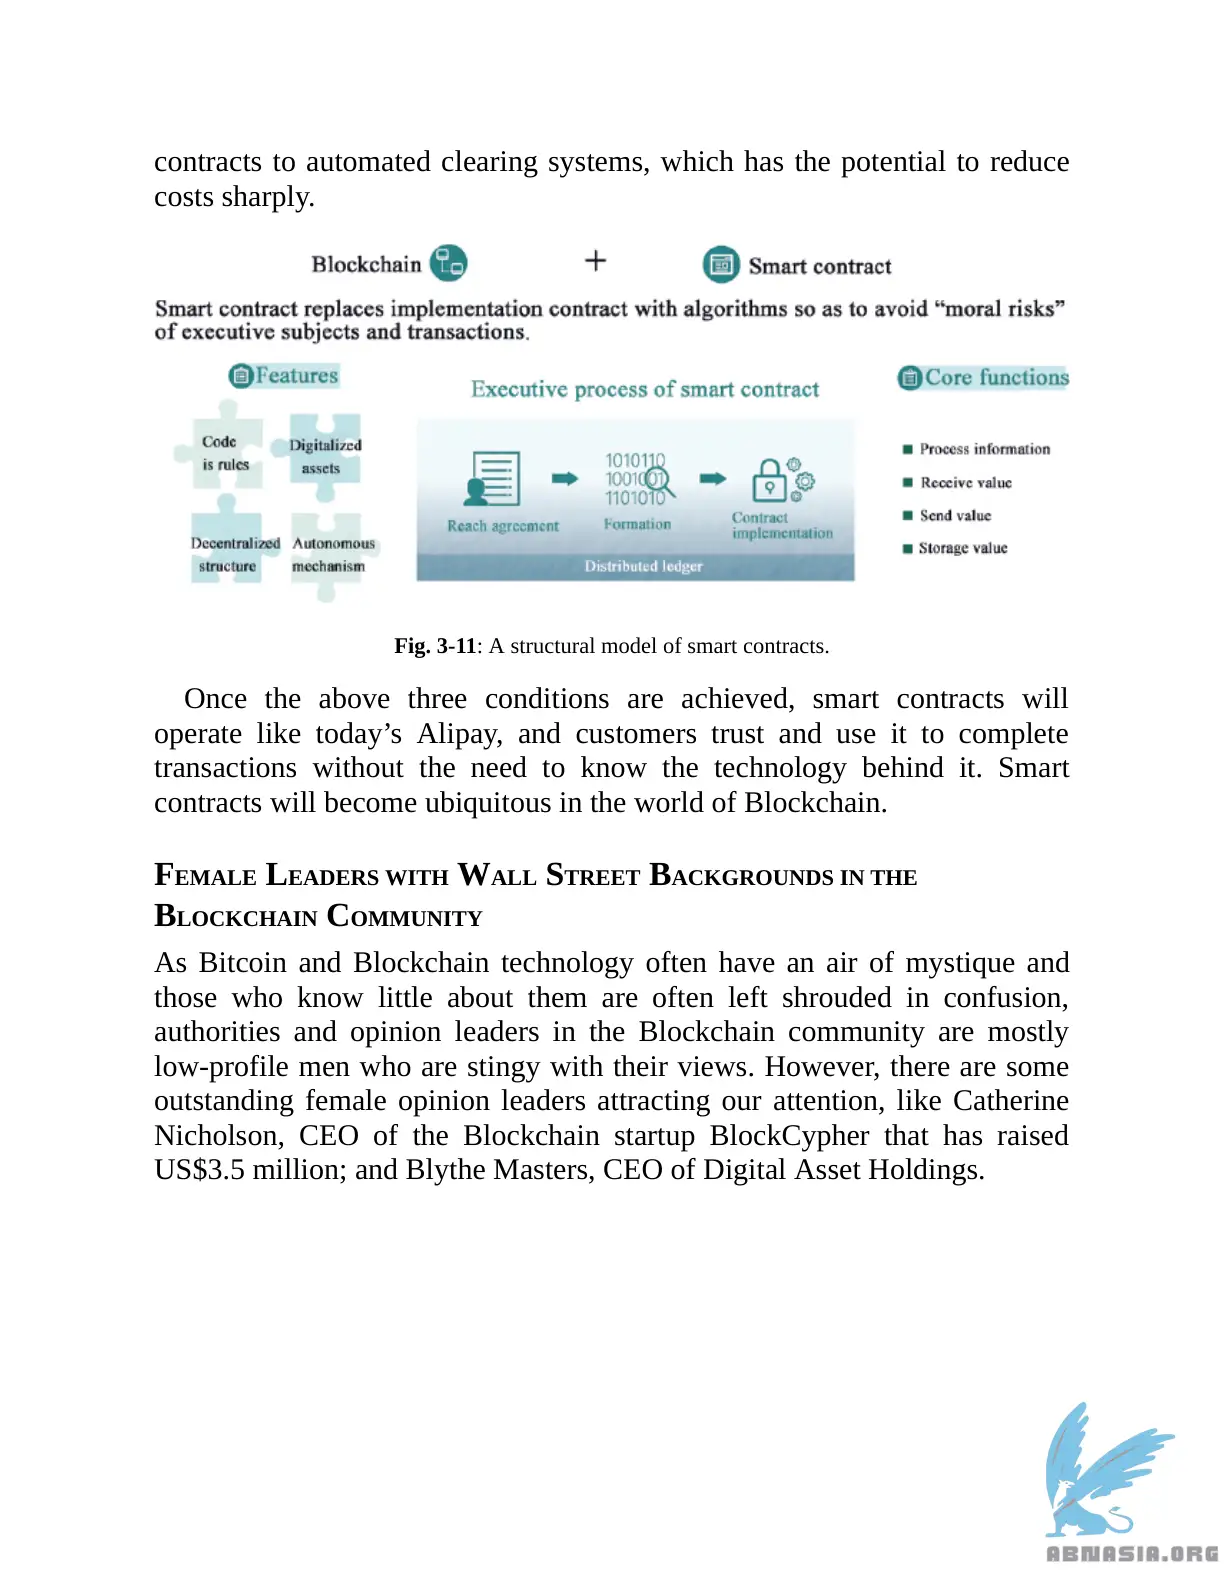 contracts to automated clearing systems, which has the potential to reduce
costs sharply.
Blockchain + Smart contract
Smart contract replaces implementation contract with algorithms so as to avoid “moral risks”
of executive subjects and transactions.
Features
Code
is rules
Digitalized
assets
Decentralized
structure
Autonomous
mechanism
Executive process of smart contract
1010110
1001001
1101010
Reach agreement
Formation
Contract
implementation
Distributed ledger
Core functions
■ Process information
■ Receive value
■ Send value
■ Storage value
Fig. 3-11: A structural model of smart contracts.
Once the above three conditions are achieved, smart contracts will
operate like today’s Alipay, and customers trust and use it to complete
transactions without the need to know the technology behind it. Smart
contracts will become ubiquitous in the world of Blockchain.
FEMALE LEADERS WITH WALL STREET BACKGROUNDS IN THE
BLOCKCHAIN COMMUNITY
As Bitcoin and Blockchain technology often have an air of mystique and
those who know little about them are often left shrouded in confusion,
authorities and opinion leaders in the Blockchain community are mostly
low-profile men who are stingy with their views. However, there are some
outstanding female opinion leaders attracting our attention, like Catherine
Nicholson, CEO of the Blockchain startup BlockCypher that has raised
US$3.5 million; and Blythe Masters, CEO of Digital Asset Holdings.
ABNASIA.ORG